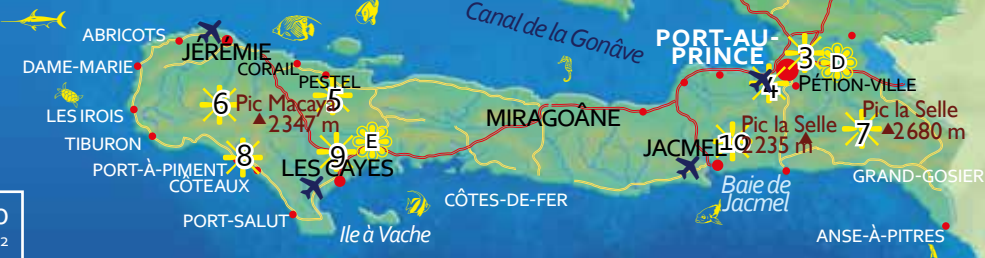 Canal de la Gonâve
ABRICOTS
JÉRÉMIE
PORT-AU-
PRINCE
3
D
DAME-MARIE
CORAIL
PESTEL
4
PÉTION-VILLE
6
Pic Macaya
2347 m
5
LES IROIS
MIRAGOÂNE
Pic la Selle
2235 m
7
Pic la Selle
2680 m
TIBURON
E
10
JACMEL
8
9
LES CAYES
PORT-À-PIMENT
CÔTEAUX
GRAND-GOSIER
Baie de
Jacmel
CÔTES-DE-FER
0
2
PORT-SALUT
Ile à Vache
ANSE-À-PITRES